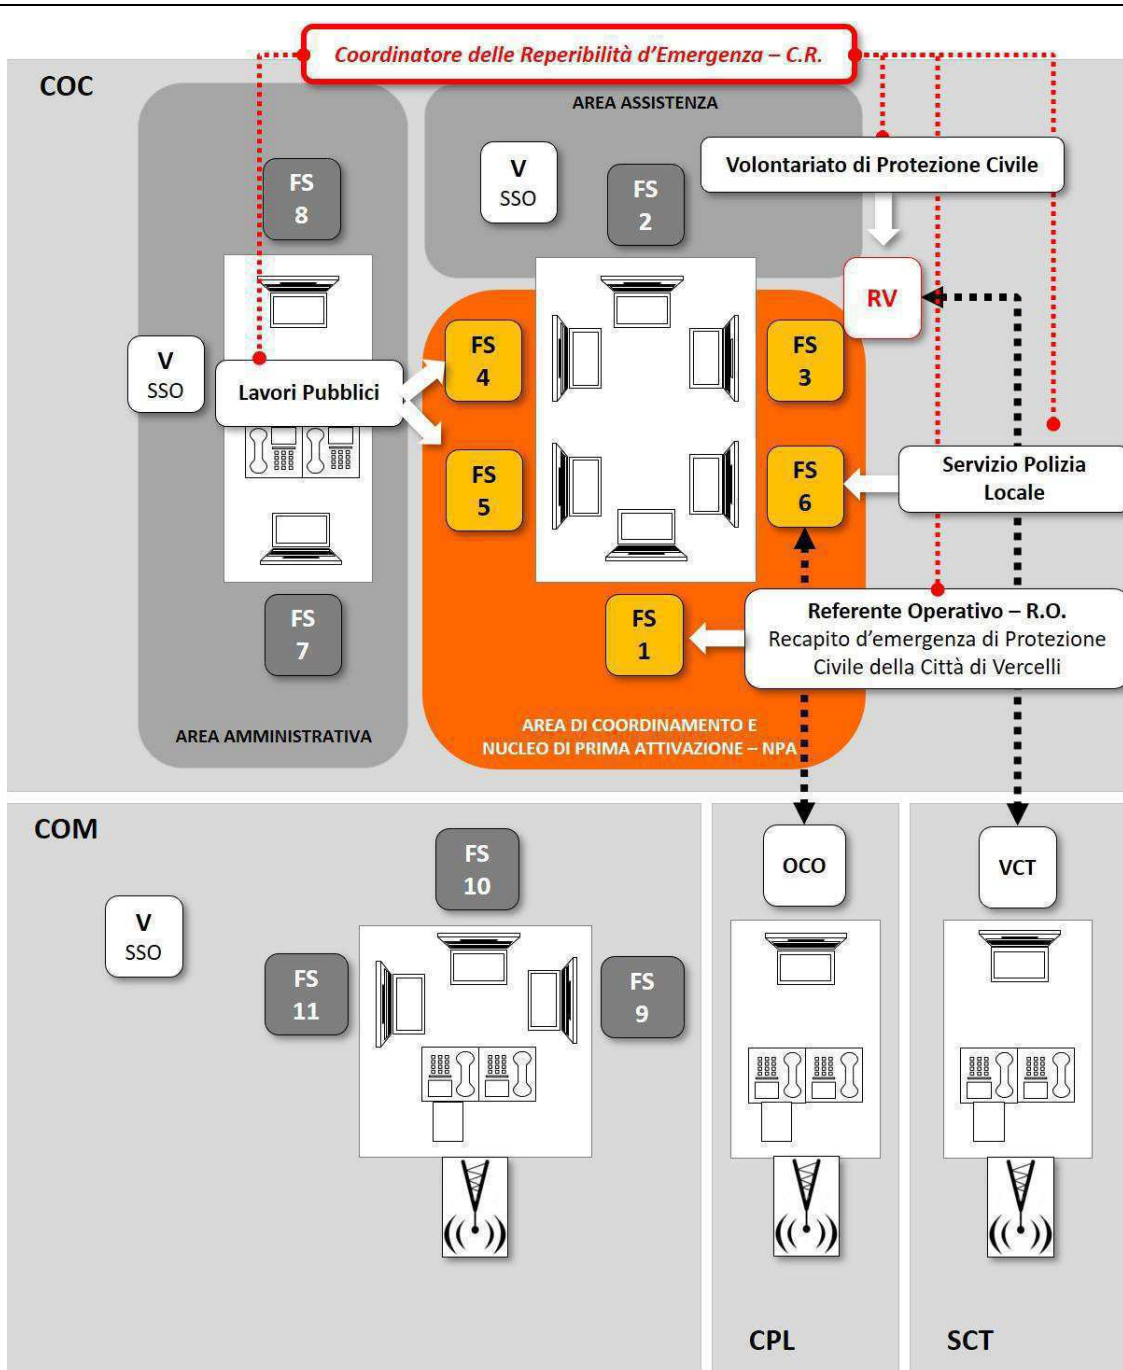 Coordinatore delle Reperibilità d'Emergenza – C.R.
COC
AREA ASSISTENZA
V
SSO
FS
8
FS
2
Volontariato di Protezione Civile
RV
V
SSO
Lavori Pubblici
FS
4
FS
3
FS
5
FS
6
Servizio Polizia
Locale
FS
7
FS
1
Referente Operativo – R.O.
Recapito d'emergenza di Protezione
Civile della Città di Vercelli
AREA AMMINISTRATIVA
AREA DI COORDINAMENTO E
NUCLEO DI PRIMA ATTIVAZIONE – NPA
COM
V
SSO
FS
10
FS
11
FS
9
OCO
VCT
CPL
SCT